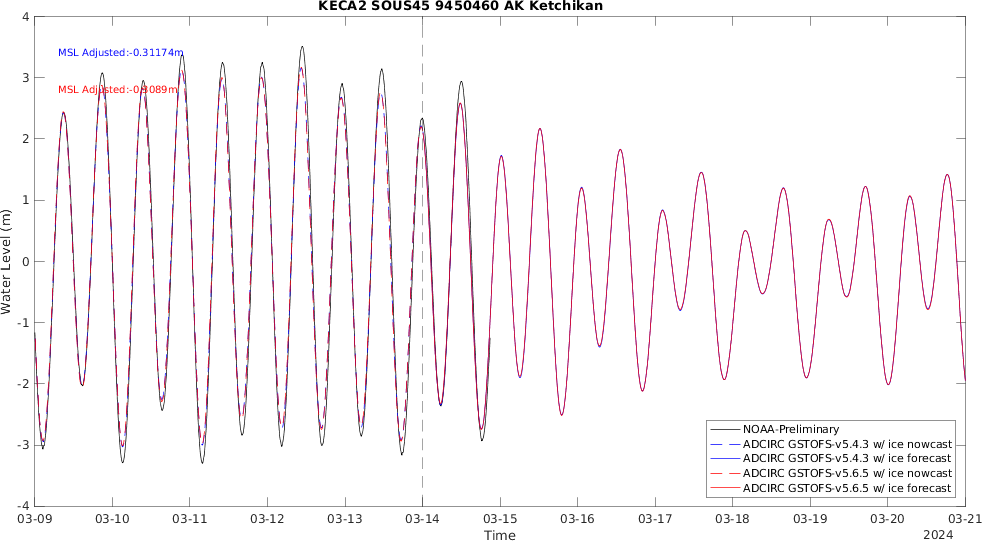 KECA2 SOUS45 9450460 AK Ketchikan
MSL Adjusted:-0.31174m
MSL Adjusted:-0.3089m
Water Level (m)
4
3
2
1
0
-1
-2
-3
-4
NOAA-Preliminary
ADCIRC GSTOFS-v5.4.3 w/ ice nowcast
ADCIRC GSTOFS-v5.4.3 w/ ice forecast
ADCIRC GSTOFS-v5.6.5 w/ ice nowcast
ADCIRC GSTOFS-v5.6.5 w/ ice forecast
03-09 03-10 03-11 03-12 03-13 03-14 03-15 03-16 03-17 03-18 03-19 03-20 03-21
Time
2024